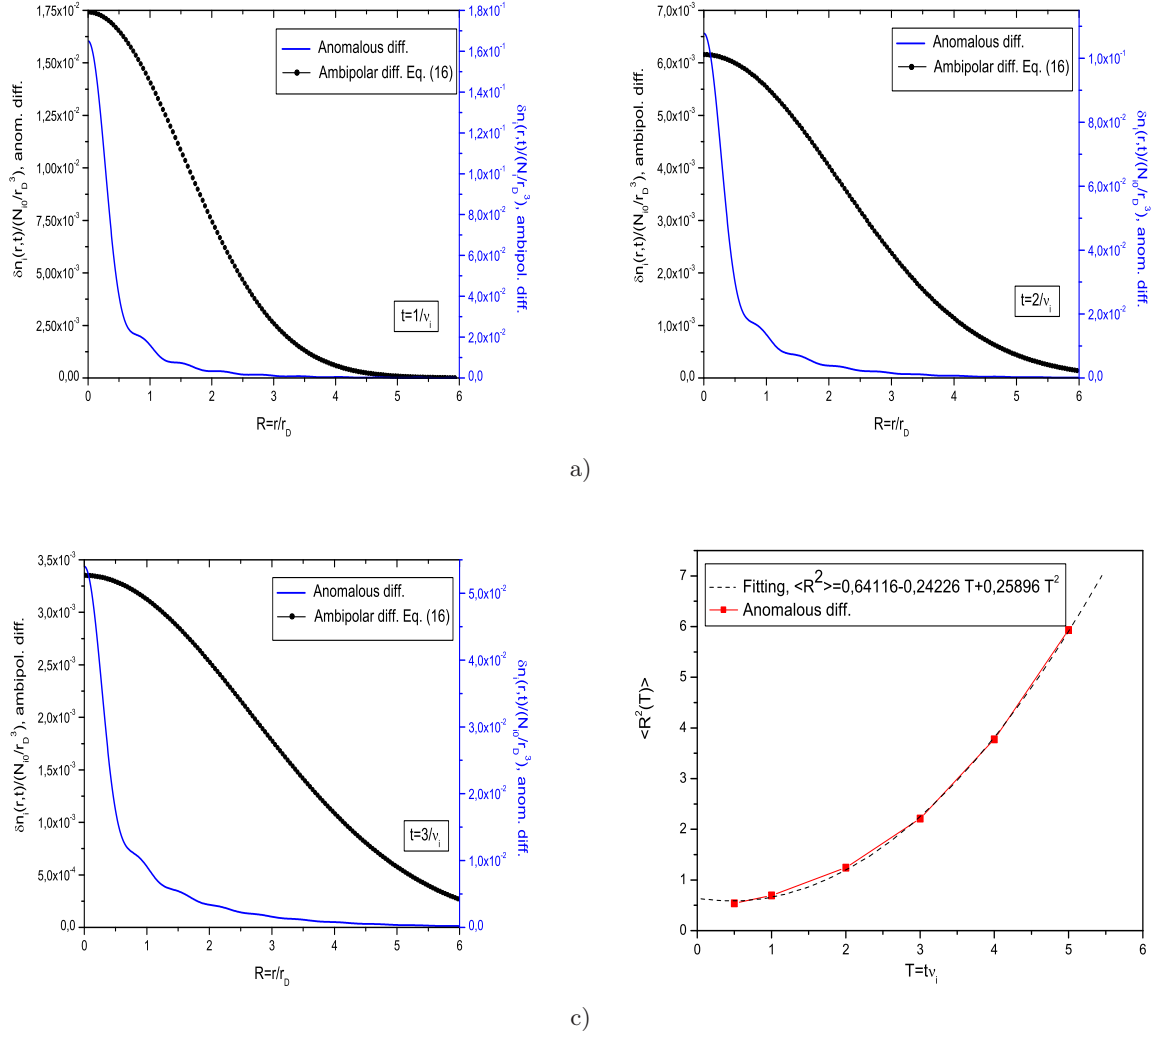 1,75x10⁻²
1,50x10⁻²
1,25x10⁻²
1,00x10⁻²
7,50x10⁻³
5,00x10⁻³
2,50x10⁻³
0,00
δnᵢ(r,t)/(N_i0/r_D³), anom. diff.
Anomalous diff.
Ambipolar diff. Eq. (16)
t=1/νᵢ
1,8x10⁻¹
1,6x10⁻¹
1,4x10⁻¹
1,2x10⁻¹
1,0x10⁻¹
8,0x10⁻²
6,0x10⁻²
4,0x10⁻²
2,0x10⁻²
0,0
δnᵢ(r,t)/(Nᵢ/r_D³), ambipol. diff.
0 1 2 3 4 5 6
R=r/r_D
7,0x10⁻³
6,0x10⁻³
5,0x10⁻³
4,0x10⁻³
3,0x10⁻³
2,0x10⁻³
1,0x10⁻³
0,0
δnᵢ(r,t)/(N_i0/r_D³), ambipol. diff.
Anomalous diff.
Ambipolar diff. Eq. (16)
t=2/νᵢ
1,0x10⁻¹
8,0x10⁻²
6,0x10⁻²
4,0x10⁻²
2,0x10⁻²
0,0
δnᵢ(r,t)/(N_i0/r_D³), anom. diff.
0 1 2 3 4 5 6
R=r/r_D
a)
3,5x10⁻³
3,0x10⁻³
2,5x10⁻³
2,0x10⁻³
1,5x10⁻³
1,0x10⁻³
5,0x10⁻⁴
0,0
δnᵢ(r,t)/(N_i0/r_D³), ambipol. diff.
Anomalous diff.
Ambipolar diff. Eq. (16)
t=3/νᵢ
5,0x10⁻²
4,0x10⁻²
3,0x10⁻²
2,0x10⁻²
1,0x10⁻²
0,0
δnᵢ(r,t)/(N_i0/r_D³), anom. diff.
0 1 2 3 4 5 6
R=r/r_D
7
6
5
4
3
2
1
0
<R²(T)>
Fitting, <R²>=0,64116-0,24226 T+0,25896 T²
Anomalous diff.
0 1 2 3 4 5 6
T=tνᵢ
c)